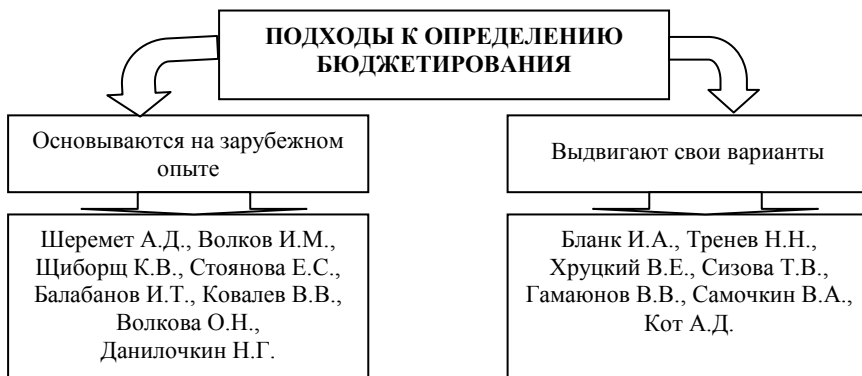 ПОДХОДЫ К ОПРЕДЕЛЕНИЮ
БЮДЖЕТИРОВАНИЯ
Основываются на зарубежном
опыте
Выдвигают свои варианты
Шеремет А.Д., Волков И.М.,
Щиборщ К.В., Стоянова Е.С.,
Балабанов И.Т., Ковалев В.В.,
Волкова О.Н.,
Данилочкин Н.Г.
Бланк И.А., Тренев Н.Н.,
Хруцкий В.Е., Сизова Т.В.,
Гамаюнов В.В., Самочкин В.А.,
Кот А.Д.